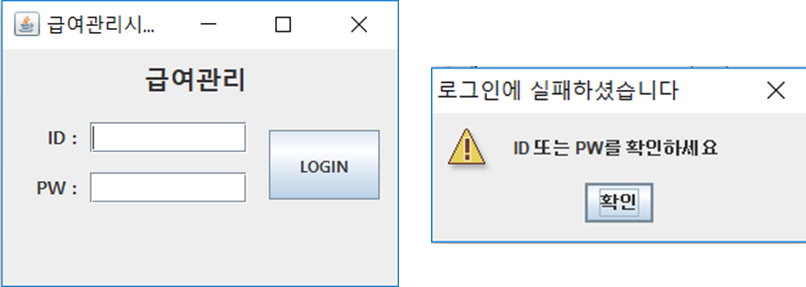 급여관리시...
급여관리
ID :
PW :
LOGIN
로그인에 실패하셨습니다
ID 또는 PW를 확인하세요
확인